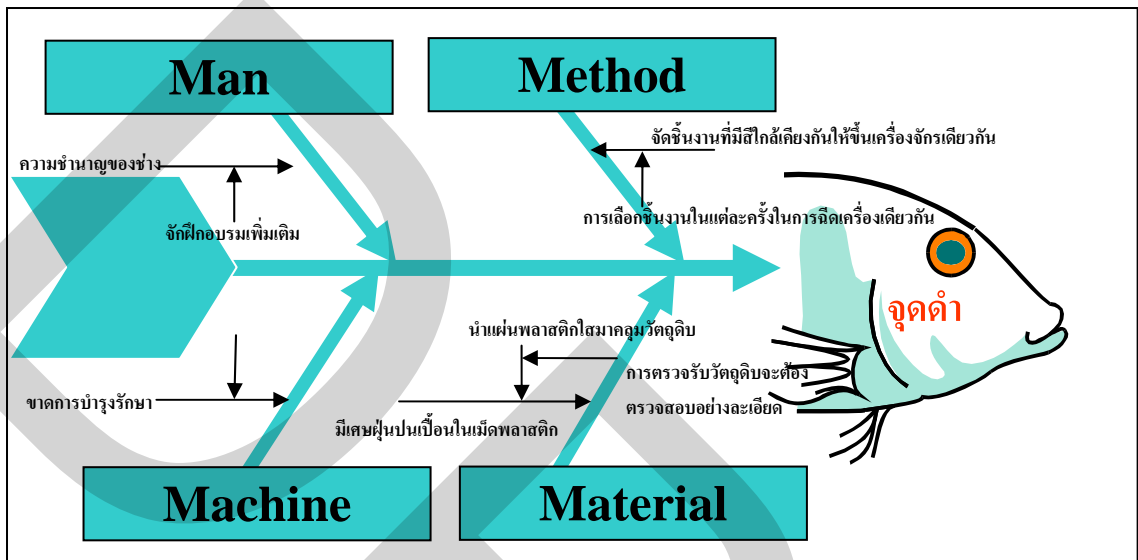 Man
Method
จัดชิ้นงานที่มีสีใกล้เคียงกันให้ขึ้นเครื่องจักรเดียวกัน
ความชำนาญของช่าง
การเลือกชิ้นงานในแต่ละครั้งในการฉีดเครื่องเดียวกัน
จักฝึกอบรมเพิ่มเติม
จุดดำ
นำแผ่นพลาสติกใสมาคลุมวัตถุดิบ
การตรวจรับวัตถุดิบจะต้อง
ตรวจสอบอย่างละเอียด
ขาดการบำรุงรักษา
มีเศษฝุ่นปนเปื้อนในเม็ดพลาสติก
Machine
Material